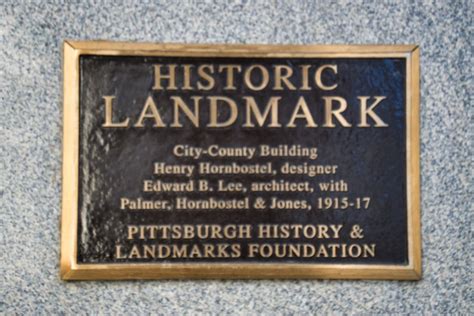 HISTORIC
LANDMARK
City-County Building
Henry Hornbostel, designer
Edward B. Lee, architect, with
Palmer, Hornbostel & Jones, 1915-17
PITTSBURGH HISTORY &
LANDMARKS FOUNDATION